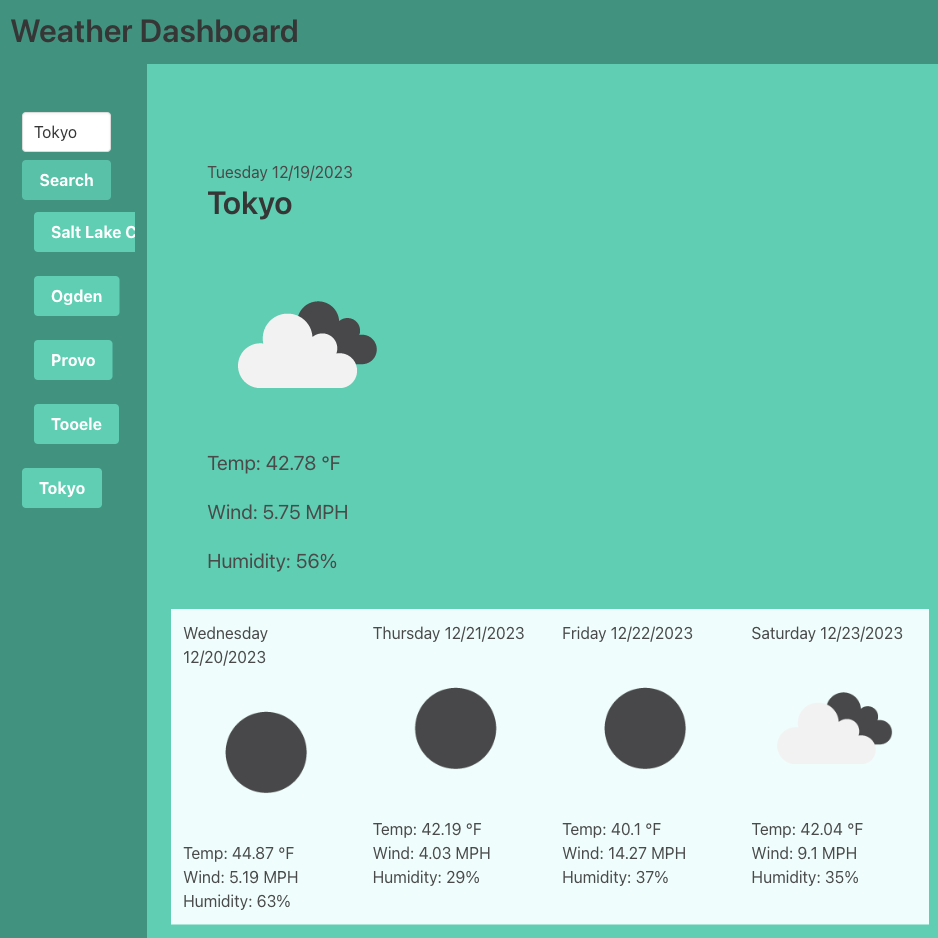 Weather Dashboard
Tokyo
Search
Salt Lake C
Ogden
Provo
Tooele
Tokyo
Tuesday 12/19/2023
Tokyo
Temp: 42.78 °F
Wind: 5.75 MPH
Humidity: 56%
Wednesday
12/20/2023
Temp: 44.87 °F
Wind: 5.19 MPH
Humidity: 63%
Thursday 12/21/2023
Temp: 42.19 °F
Wind: 4.03 MPH
Humidity: 29%
Friday 12/22/2023
Temp: 40.1 °F
Wind: 14.27 MPH
Humidity: 37%
Saturday 12/23/2023
Temp: 42.04 °F
Wind: 9.1 MPH
Humidity: 35%